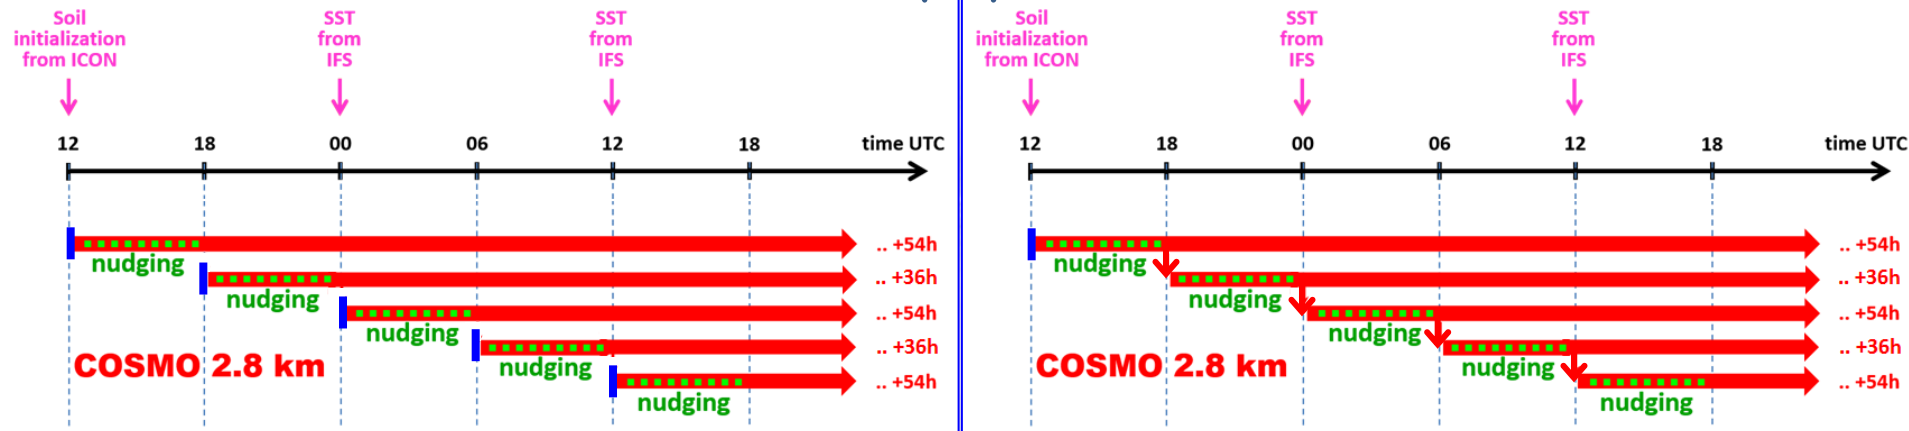 Soil
initialization
from ICON
SST
from
IFS
SST
from
IFS
12 18 00 06 12 18 time UTC
.. +54h
nudging
.. +36h
nudging
.. +54h
nudging
.. +36h
nudging
.. +54h
nudging
COSMO 2.8 km
Soil
initialization
from ICON
SST
from
IFS
SST
from
IFS
12 18 00 06 12 18 time UTC
.. +54h
nudging
.. +36h
nudging
.. +54h
nudging
.. +36h
nudging
.. +54h
nudging
COSMO 2.8 km